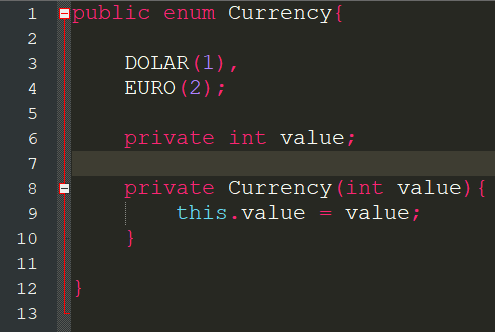 1 public enum Currency{
2
3 DOLAR(1),
4 EURO(2);
5
6 private int value;
7
8 private Currency(int value){
9 this.value = value;
10 }
11
12 }
13